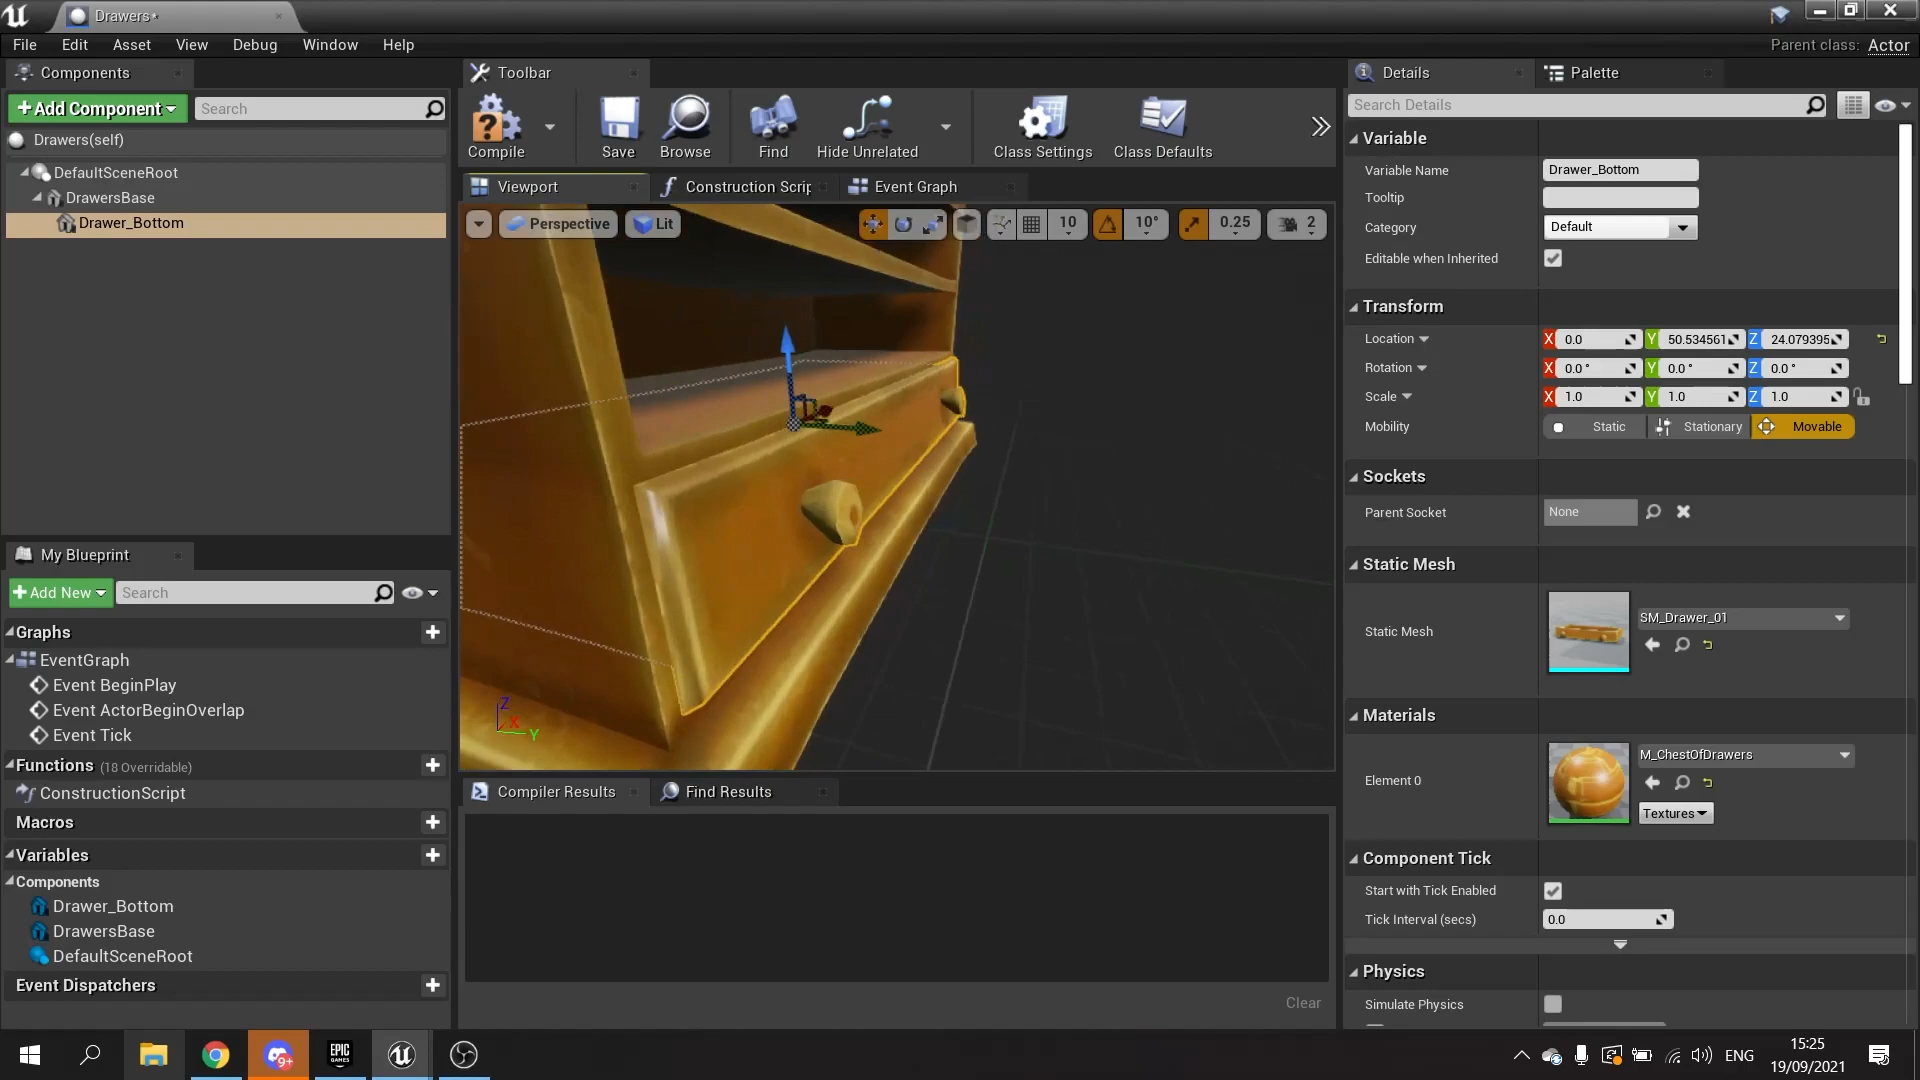 Drawers*
File Edit Asset View Debug Window Help
Parent class: Actor
Components
+Add Component
Search
Drawers(self)
DefaultSceneRoot
DrawersBase
Drawer_Bottom
My Blueprint
+Add New
Search
Graphs
EventGraph
Event BeginPlay
Event ActorBeginOverlap
Event Tick
Functions (18 Overridable)
ConstructionScript
Macros
Variables
Components
Drawer_Bottom
DrawersBase
DefaultSceneRoot
Event Dispatchers
Toolbar
Compile Save Browse Find Hide Unrelated Class Settings Class Defaults
Viewport Construction Scrip Event Graph
Perspective Lit 10 10° 0.25 2
Z
X
Y
Compiler Results Find Results
Clear
Details Palette
Search Details
Variable
Variable Name Drawer_Bottom
Tooltip
Category Default
Editable when Inherited
Transform
Location X 0.0 Y 50.534561 Z 24.079395
Rotation X 0.0 ° Y 0.0 ° Z 0.0 °
Scale X 1.0 Y 1.0 Z 1.0
Mobility Static Stationary Movable
Sockets
Parent Socket None
Static Mesh
Static Mesh SM_Drawer_01
Materials
Element 0 M_ChestOfDrawers
Textures
Component Tick
Start with Tick Enabled
Tick Interval (secs) 0.0
Physics
Simulate Physics
9+
EPIC
GAMES
ENG
15:25
19/09/2021